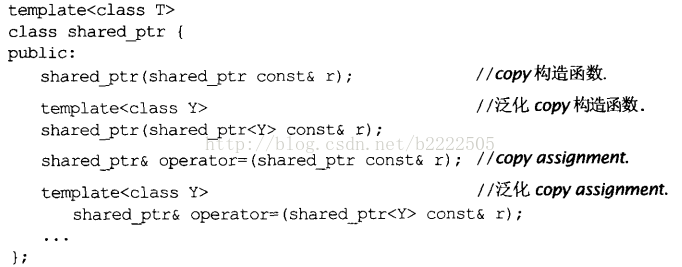 template<class T>
class shared_ptr {
public:
shared_ptr(shared_ptr const& r); //copy 构造函数.
template<class Y> //泛化 copy 构造函数.
shared_ptr(shared_ptr<Y> const& r);
http://blog.csdn.net/b2222505
shared_ptr& operator=(shared_ptr const& r); //copy assignment.
template<class Y> //泛化 copy assignment.
shared_ptr& operator=(shared_ptr<Y> const& r);
...
};